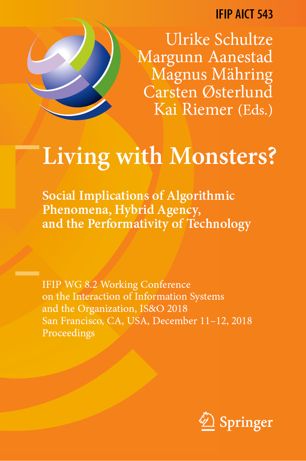 IFIP AICT 543
Ulrike Schultze
Margunn Aanestad
Magnus Mähring
Carsten Østerlund
Kai Riemer (Eds.)
Living with Monsters?
Social Implications of Algorithmic
Phenomena, Hybrid Agency,
and the Performativity of Technology
IFIP WG 8.2 Working Conference
on the Interaction of Information Systems
and the Organization, IS&O 2018
San Francisco, CA, USA, December 11–12, 2018
Proceedings
Springer